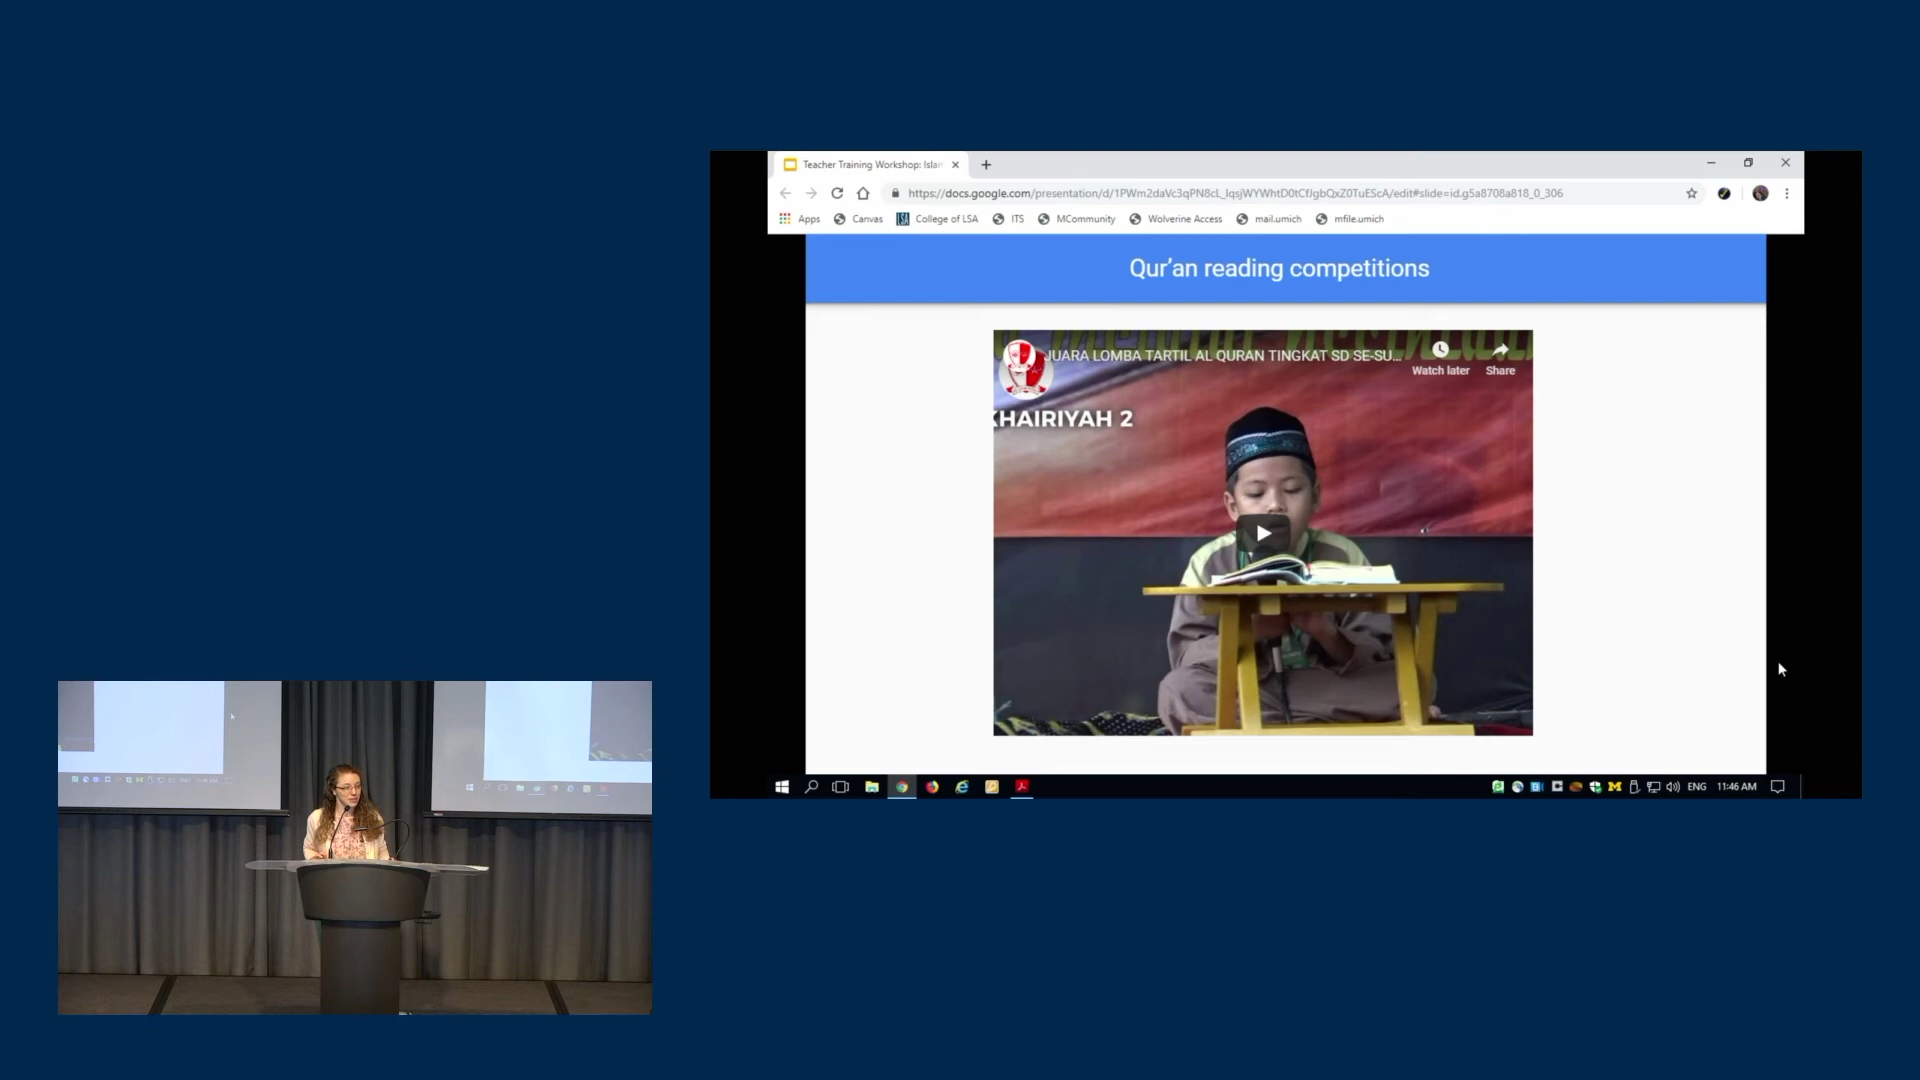 Teacher Training Workshop: Islam
https://docs.google.com/presentation/d/1PWm2daVc3qPN8cL_IqsjWYWhtD0tCfJgbQxZ0TuEScA/edit#slide=id.g5a8708a818_0_306
Apps Canvas College of LSA ITS MCommunity Wolverine Access mail.umich mfile.umich
Qur’an reading competitions
JUARA LOMBA TARTIL AL QURAN TINGKAT SD SE-SU...
Watch later Share
KHAIRIYAH 2
ENG 11:46 AM